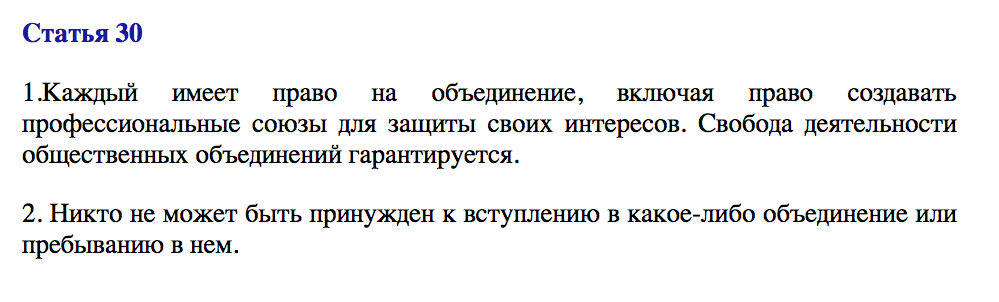 Статья 30
1.Каждый имеет право на объединение, включая право создавать
профессиональные союзы для защиты своих интересов. Свобода деятельности
общественных объединений гарантируется.
2. Никто не может быть принужден к вступлению в какое-либо объединение или
пребыванию в нем.